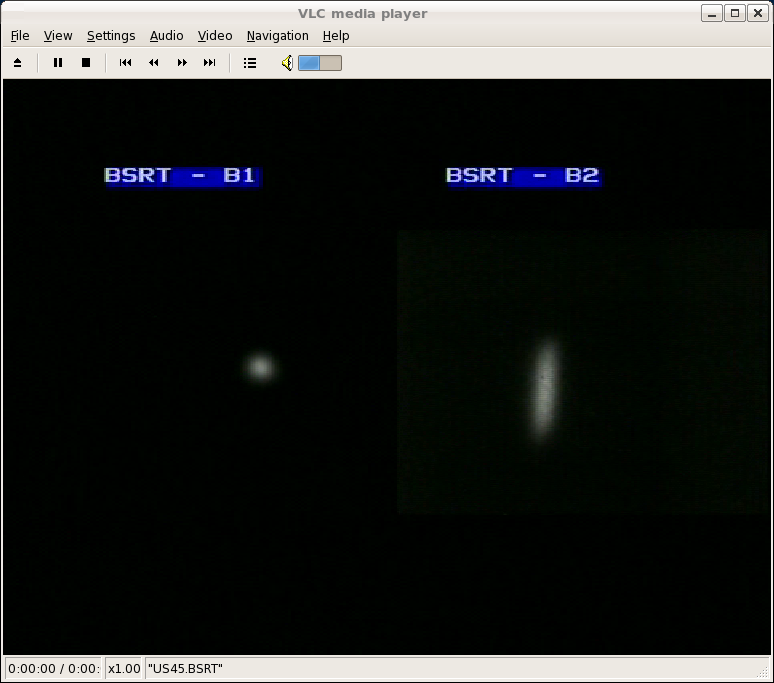 VLC media player
File View Settings Audio Video Navigation Help
BSRT - B1 BSRT - B2
0:00:00 / 0:00: x1.00 "US45.BSRT"